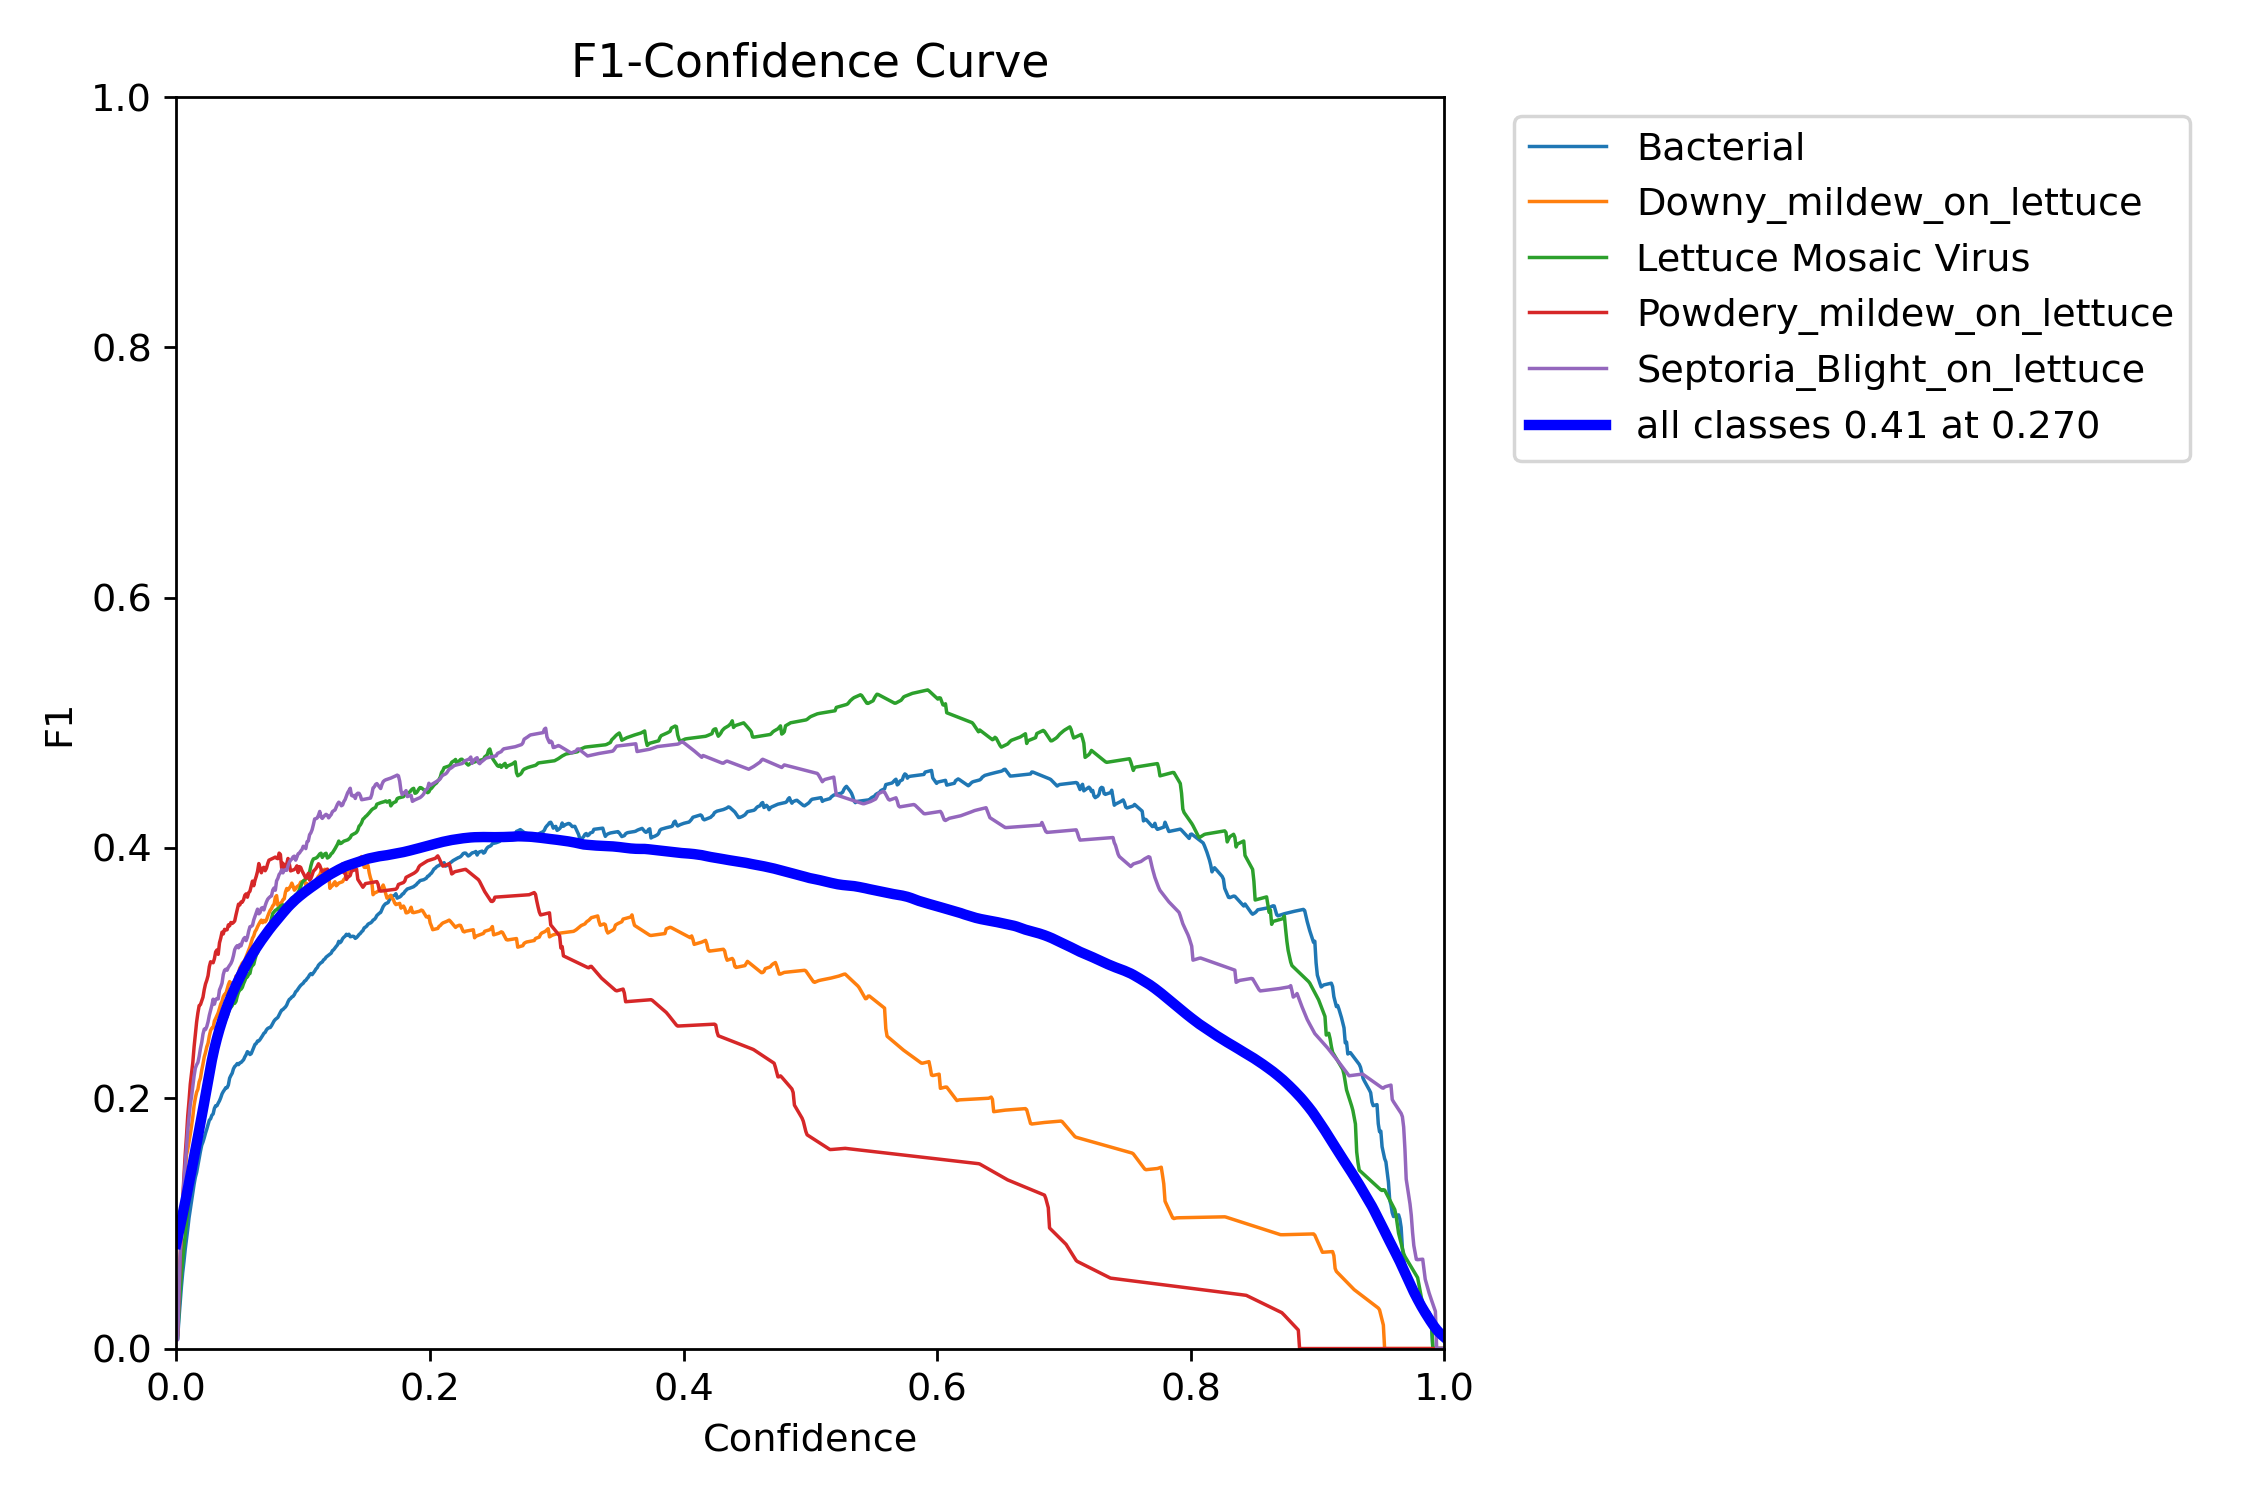 F1-Confidence Curve
1.0
0.8
0.6
0.4
0.2
0.0
F1
0.0 0.2 0.4 0.6 0.8 1.0
Confidence
Bacterial
Downy_mildew_on_lettuce
Lettuce Mosaic Virus
Powdery_mildew_on_lettuce
Septoria_Blight_on_lettuce
all classes 0.41 at 0.270